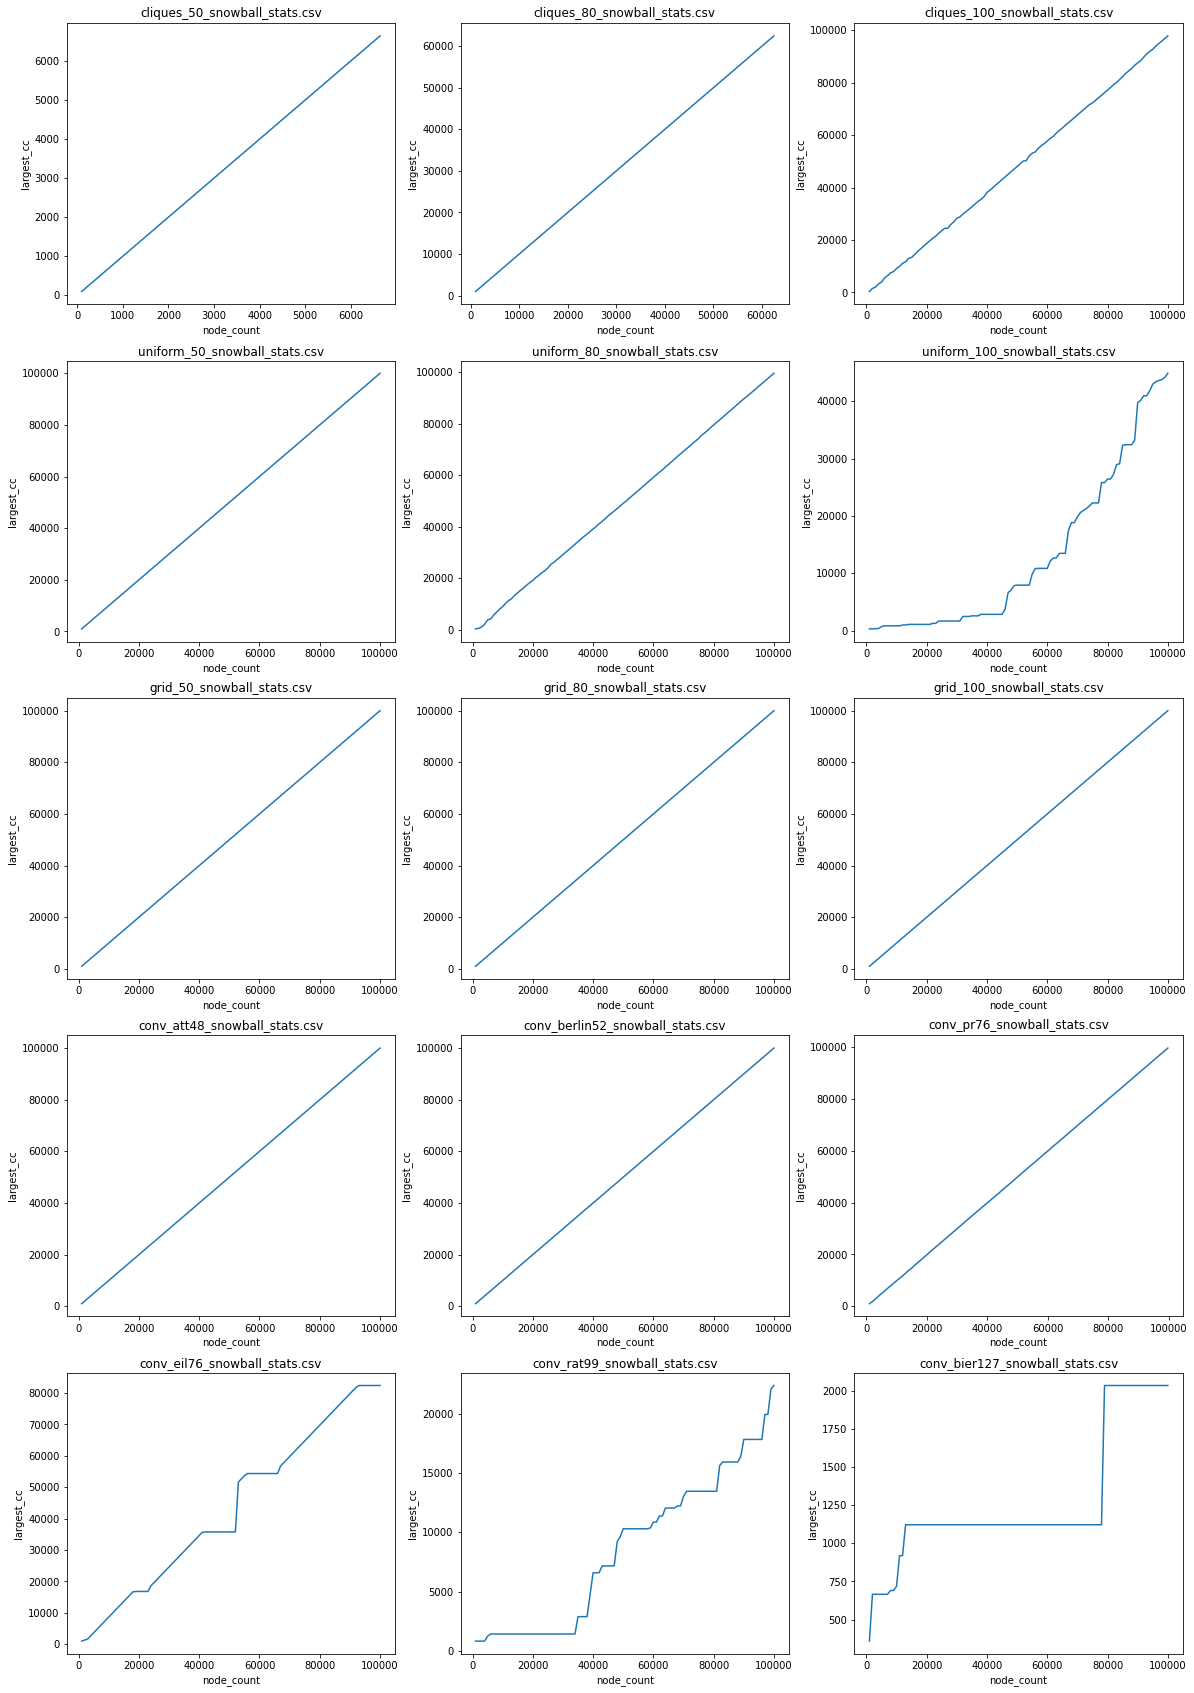 cliques_50_snowball_stats.csv
largest_cc
6000
5000
4000
3000
2000
1000
0
0 1000 2000 3000 4000 5000 6000
node_count
cliques_80_snowball_stats.csv
largest_cc
60000
50000
40000
30000
20000
10000
0
0 10000 20000 30000 40000 50000 60000
node_count
cliques_100_snowball_stats.csv
largest_cc
100000
80000
60000
40000
20000
0
0 20000 40000 60000 80000 100000
node_count
uniform_50_snowball_stats.csv
largest_cc
100000
80000
60000
40000
20000
0
0 20000 40000 60000 80000 100000
node_count
uniform_80_snowball_stats.csv
largest_cc
100000
80000
60000
40000
20000
0
0 20000 40000 60000 80000 100000
node_count
uniform_100_snowball_stats.csv
largest_cc
40000
30000
20000
10000
0
0 20000 40000 60000 80000 100000
node_count
grid_50_snowball_stats.csv
largest_cc
100000
80000
60000
40000
20000
0
0 20000 40000 60000 80000 100000
node_count
grid_80_snowball_stats.csv
largest_cc
100000
80000
60000
40000
20000
0
0 20000 40000 60000 80000 100000
node_count
grid_100_snowball_stats.csv
largest_cc
100000
80000
60000
40000
20000
0
0 20000 40000 60000 80000 100000
node_count
conv_att48_snowball_stats.csv
largest_cc
100000
80000
60000
40000
20000
0
0 20000 40000 60000 80000 100000
node_count
conv_berlin52_snowball_stats.csv
largest_cc
100000
80000
60000
40000
20000
0
0 20000 40000 60000 80000 100000
node_count
conv_pr76_snowball_stats.csv
largest_cc
100000
80000
60000
40000
20000
0
0 20000 40000 60000 80000 100000
node_count
conv_eil76_snowball_stats.csv
largest_cc
80000
70000
60000
50000
40000
30000
20000
10000
0
0 20000 40000 60000 80000 100000
node_count
conv_rat99_snowball_stats.csv
largest_cc
20000
15000
10000
5000
0
0 20000 40000 60000 80000 100000
node_count
conv_bier127_snowball_stats.csv
largest_cc
2000
1750
1500
1250
1000
750
500
0 20000 40000 60000 80000 100000
node_count